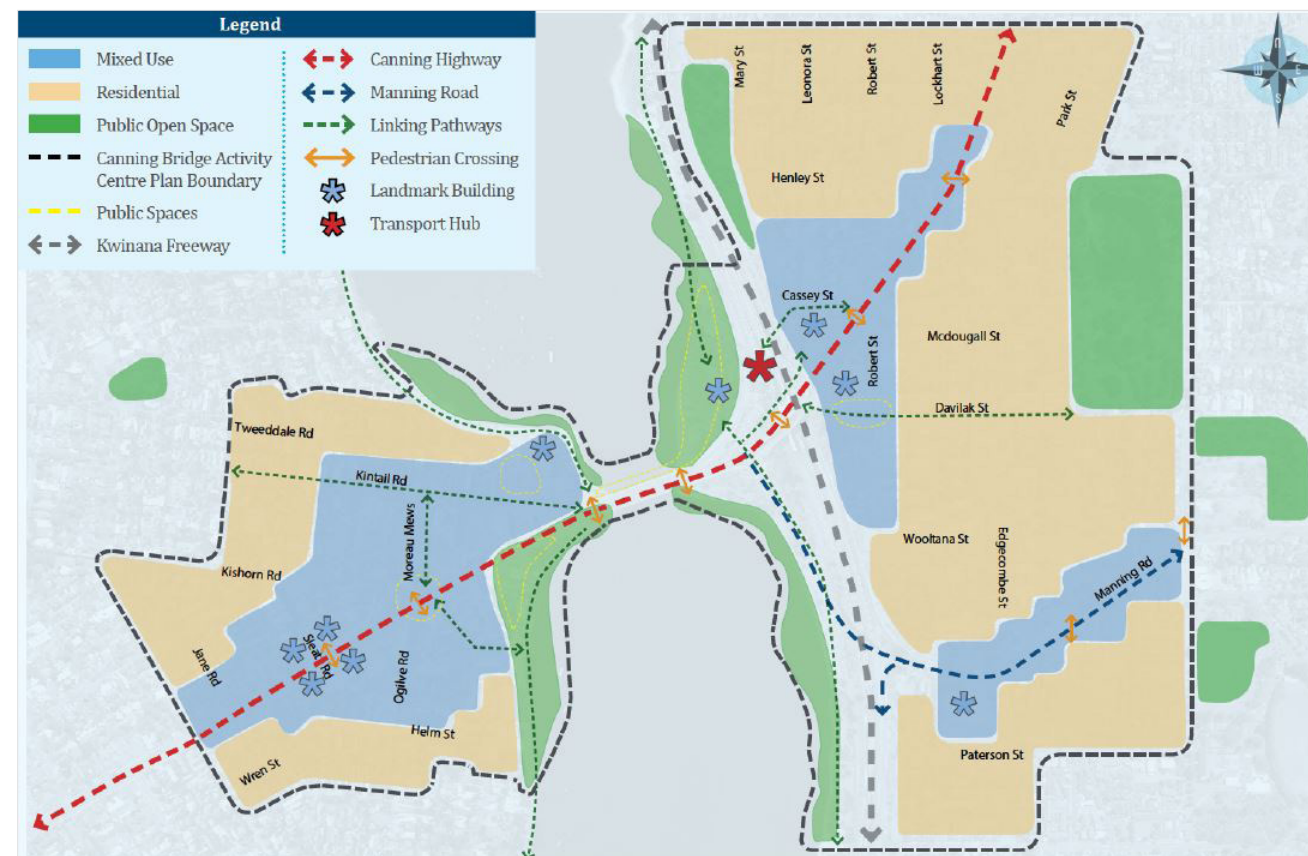 Legend
Mixed Use
Residential
Public Open Space
Canning Bridge Activity
Centre Plan Boundary
Public Spaces
Kwinana Freeway
Canning Highway
Manning Road
Linking Pathways
Pedestrian Crossing
Landmark Building
Transport Hub
N
E
S
W
Mary St
Leonora St
Robert St
Lockhart St
Park St
Henley St
Cassey St
Robert St
Mcdougall St
Davilak St
Tweeddale Rd
Kintail Rd
Moreau Mews
Kishorn Rd
Jane Rd
Sleat Rd
Ogilve Rd
Helm St
Wren St
Wooltana St
Edgecombe St
Manning Rd
Paterson St